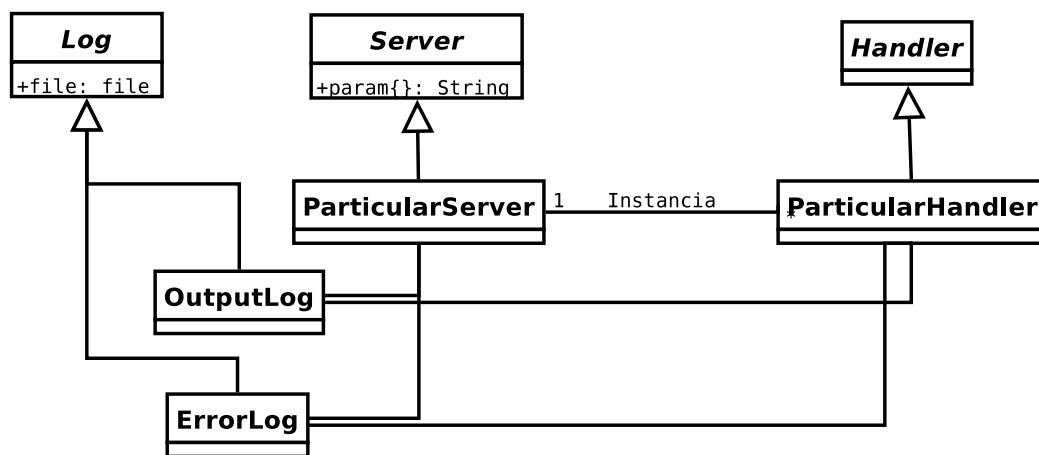 Log
+file: file
Server
+param{}: String
Handler
ParticularServer
1 Instancia *
ParticularHandler
OutputLog
ErrorLog